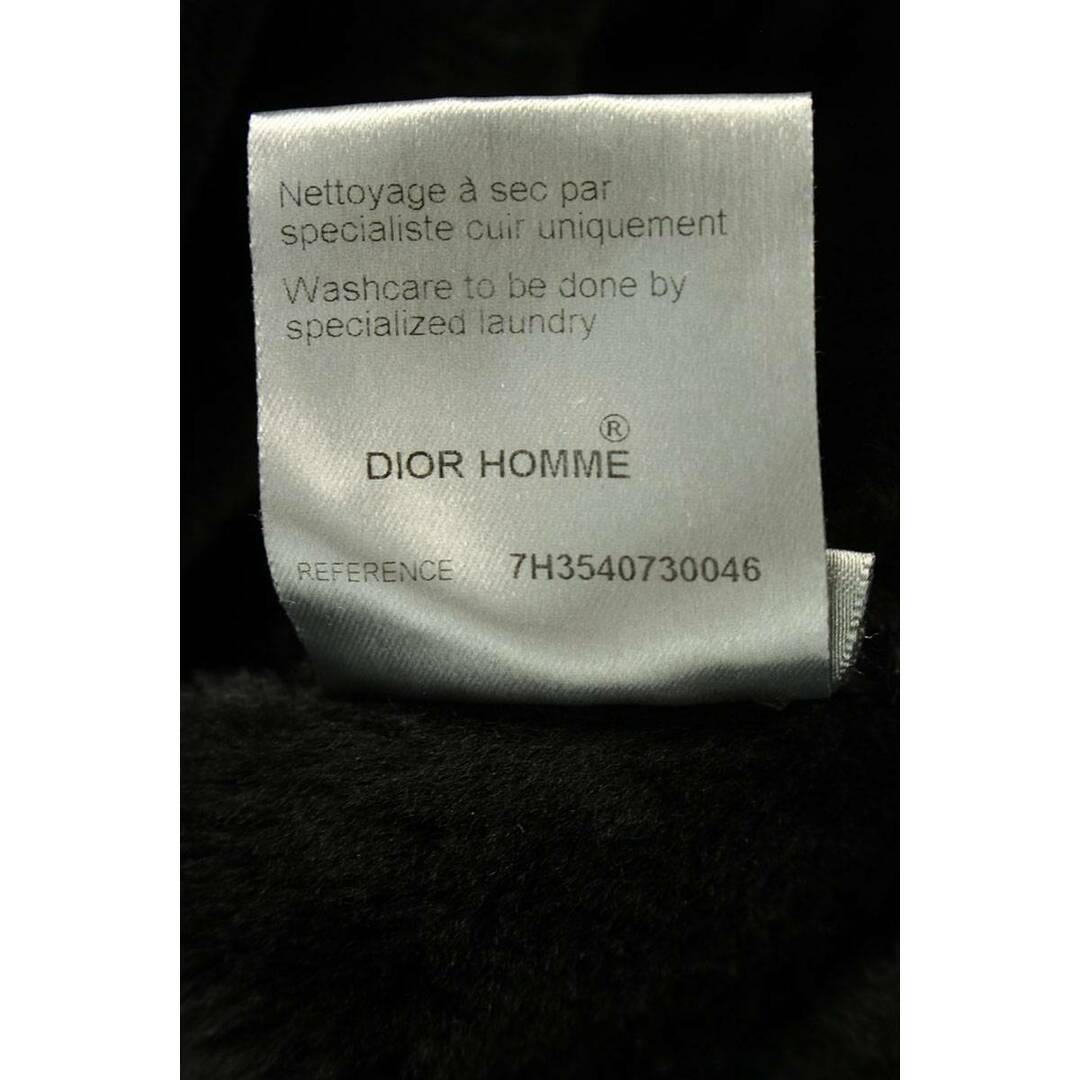 Nettoyage à sec par
specialiste cuir uniquement
Washcare to be done by
specialized laundry
DIOR HOMME®
REFERENCE 7H3540730046